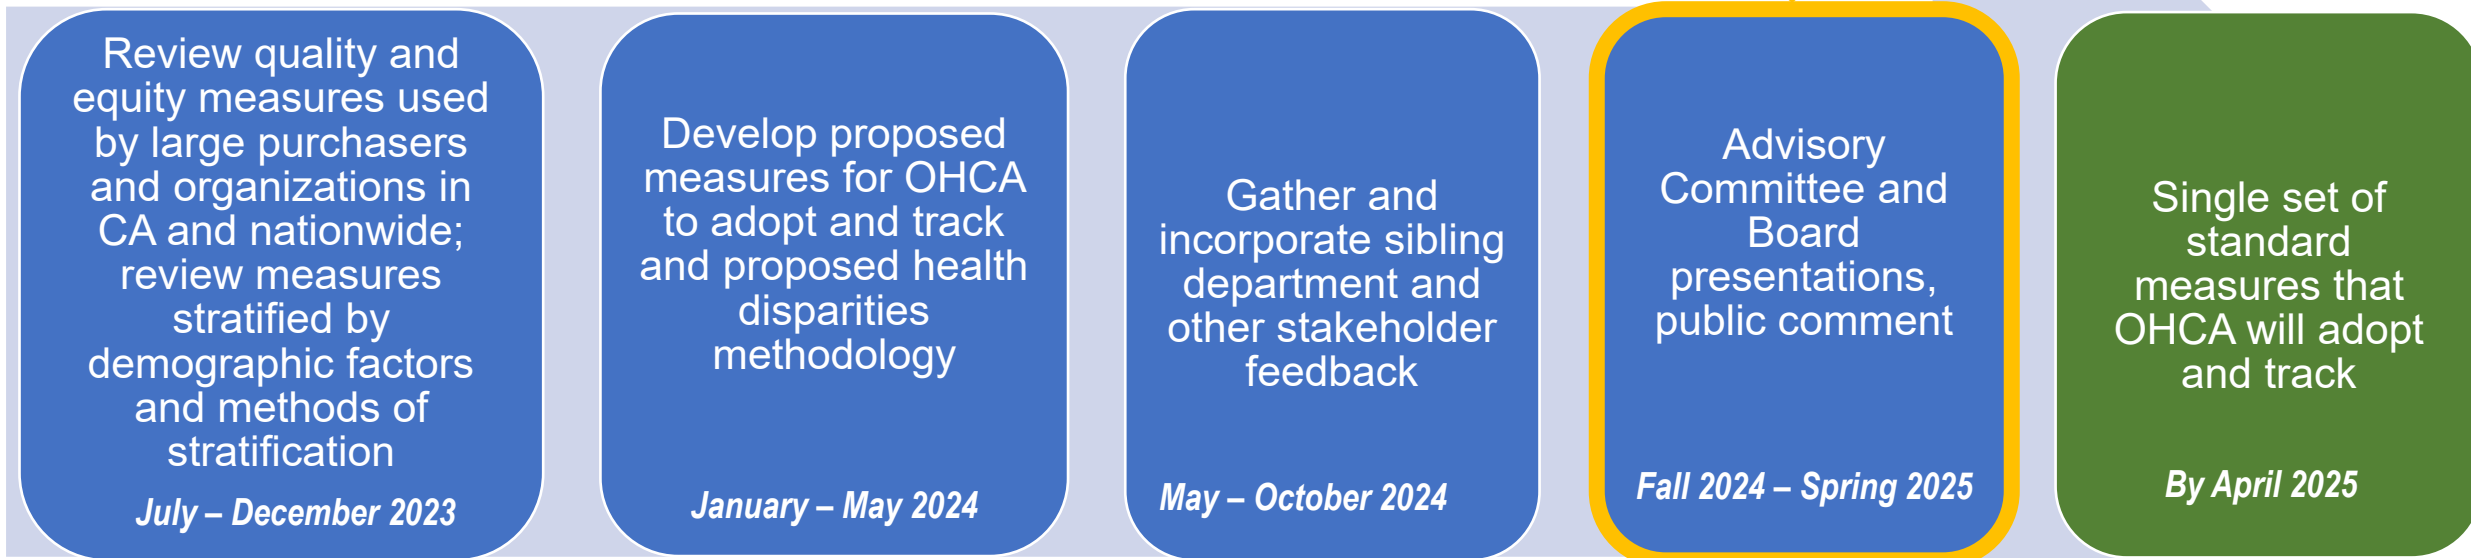 Review quality and
equity measures used
by large purchasers
and organizations in
CA and nationwide;
review measures
stratified by
demographic factors
and methods of
stratification
July – December 2023
Develop proposed
measures for OHCA
to adopt and track
and proposed health
disparities
methodology
January – May 2024
Gather and
incorporate sibling
department and
other stakeholder
feedback
May – October 2024
Advisory
Committee and
Board
presentations,
public comment
Fall 2024 – Spring 2025
Single set of
standard
measures that
OHCA will adopt
and track
By April 2025